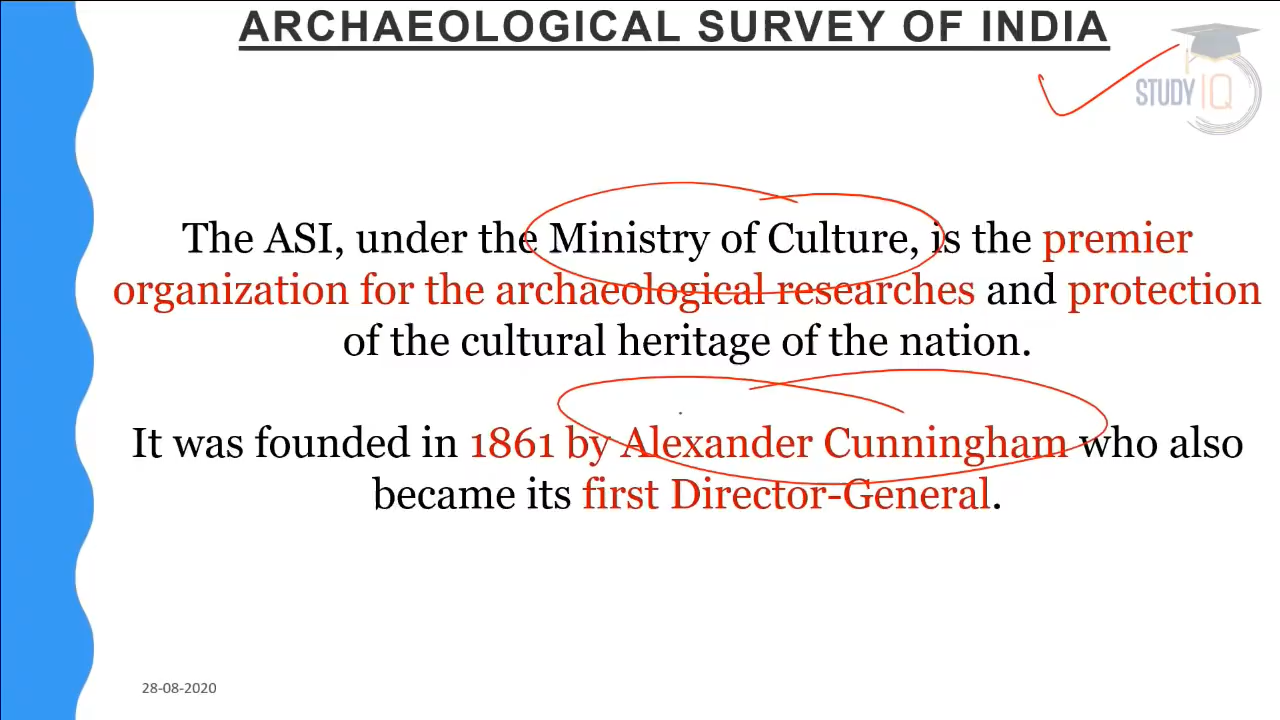 ARCHAEOLOGICAL SURVEY OF INDIA
STUDY IQ
The ASI, under the Ministry of Culture, is the premier
organization for the archaeological researches and protection
of the cultural heritage of the nation.
It was founded in 1861 by Alexander Cunningham who also
became its first Director-General.
28-08-2020